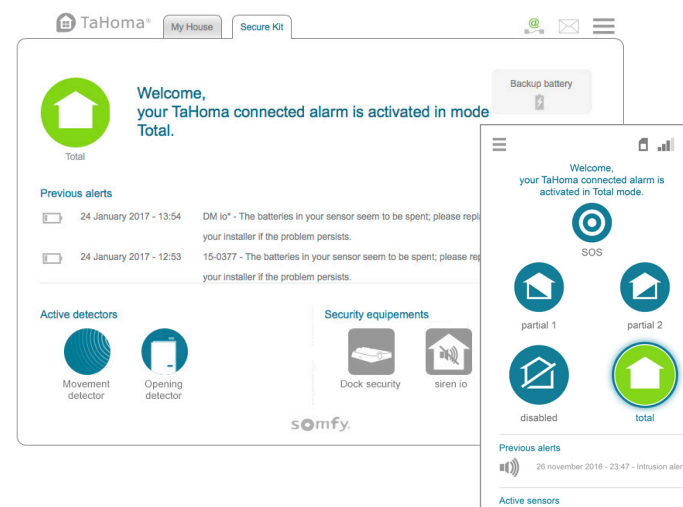 TaHoma®
My House
Secure Kit
@
Welcome,
your TaHoma connected alarm is activated in mode
Total.
Total
Backup battery
Previous alerts
24 January 2017 - 13:54
DM io* - The batteries in your sensor seem to be spent; please repl
your installer if the problem persists.
24 January 2017 - 12:53
15-0377 - The batteries in your sensor seem to be spent; please rep
your installer if the problem persists.
Active detectors
Movement
detector
Opening
detector
Security equipements
Dock security
siren io
somfy.
Welcome,
your TaHoma connected alarm is
activated in Total mode.
SOS
partial 1
partial 2
disabled
total
Previous alerts
26 november 2016 - 23:47 - Intrusion aler
Active sensors